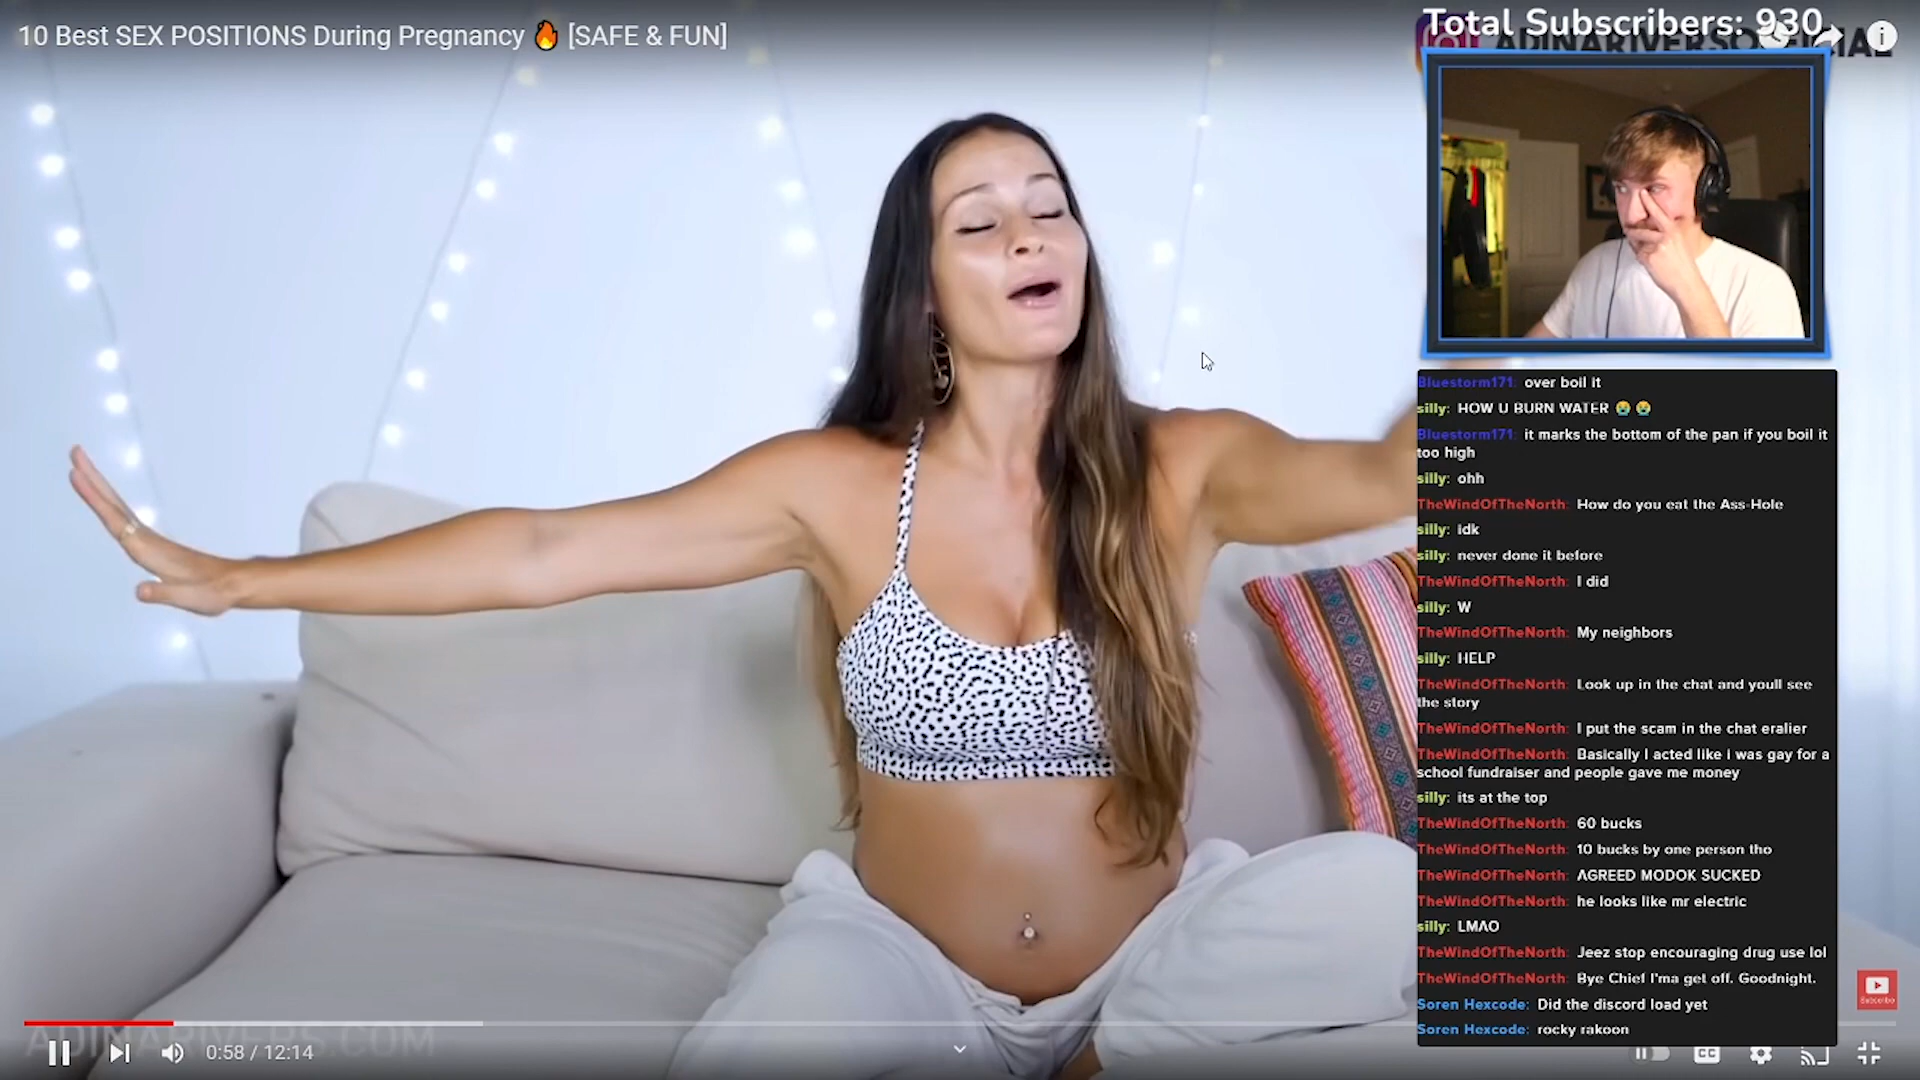 10 Best SEX POSITIONS During Pregnancy 🔥 [SAFE & FUN]
Total Subscribers: 930
ADINARIVERSOFFICIAL
Bluestorm171: over boil it
silly: HOW U BURN WATER 😭 😭
Bluestorm171: it marks the bottom of the pan if you boil it
too high
silly: ohh
TheWindOfTheNorth: How do you eat the Ass-Hole
silly: idk
silly: never done it before
TheWindOfTheNorth: I did
silly: W
TheWindOfTheNorth: My neighbors
silly: HELP
TheWindOfTheNorth: Look up in the chat and youll see
the story
TheWindOfTheNorth: I put the scam in the chat eralier
TheWindOfTheNorth: Basically I acted like i was gay for a
school fundraiser and people gave me money
silly: its at the top
TheWindOfTheNorth: 60 bucks
TheWindOfTheNorth: 10 bucks by one person tho
TheWindOfTheNorth: AGREED MODOK SUCKED
TheWindOfTheNorth: he looks like mr electric
silly: LMAO
TheWindOfTheNorth: Jeez stop encouraging drug use lol
TheWindOfTheNorth: Bye Chief I'ma get off. Goodnight.
Soren Hexcode: Did the discord load yet
Soren Hexcode: rocky rakoon
Subscribe
ADINARIVERS.COM
0:58 / 12:14
CC